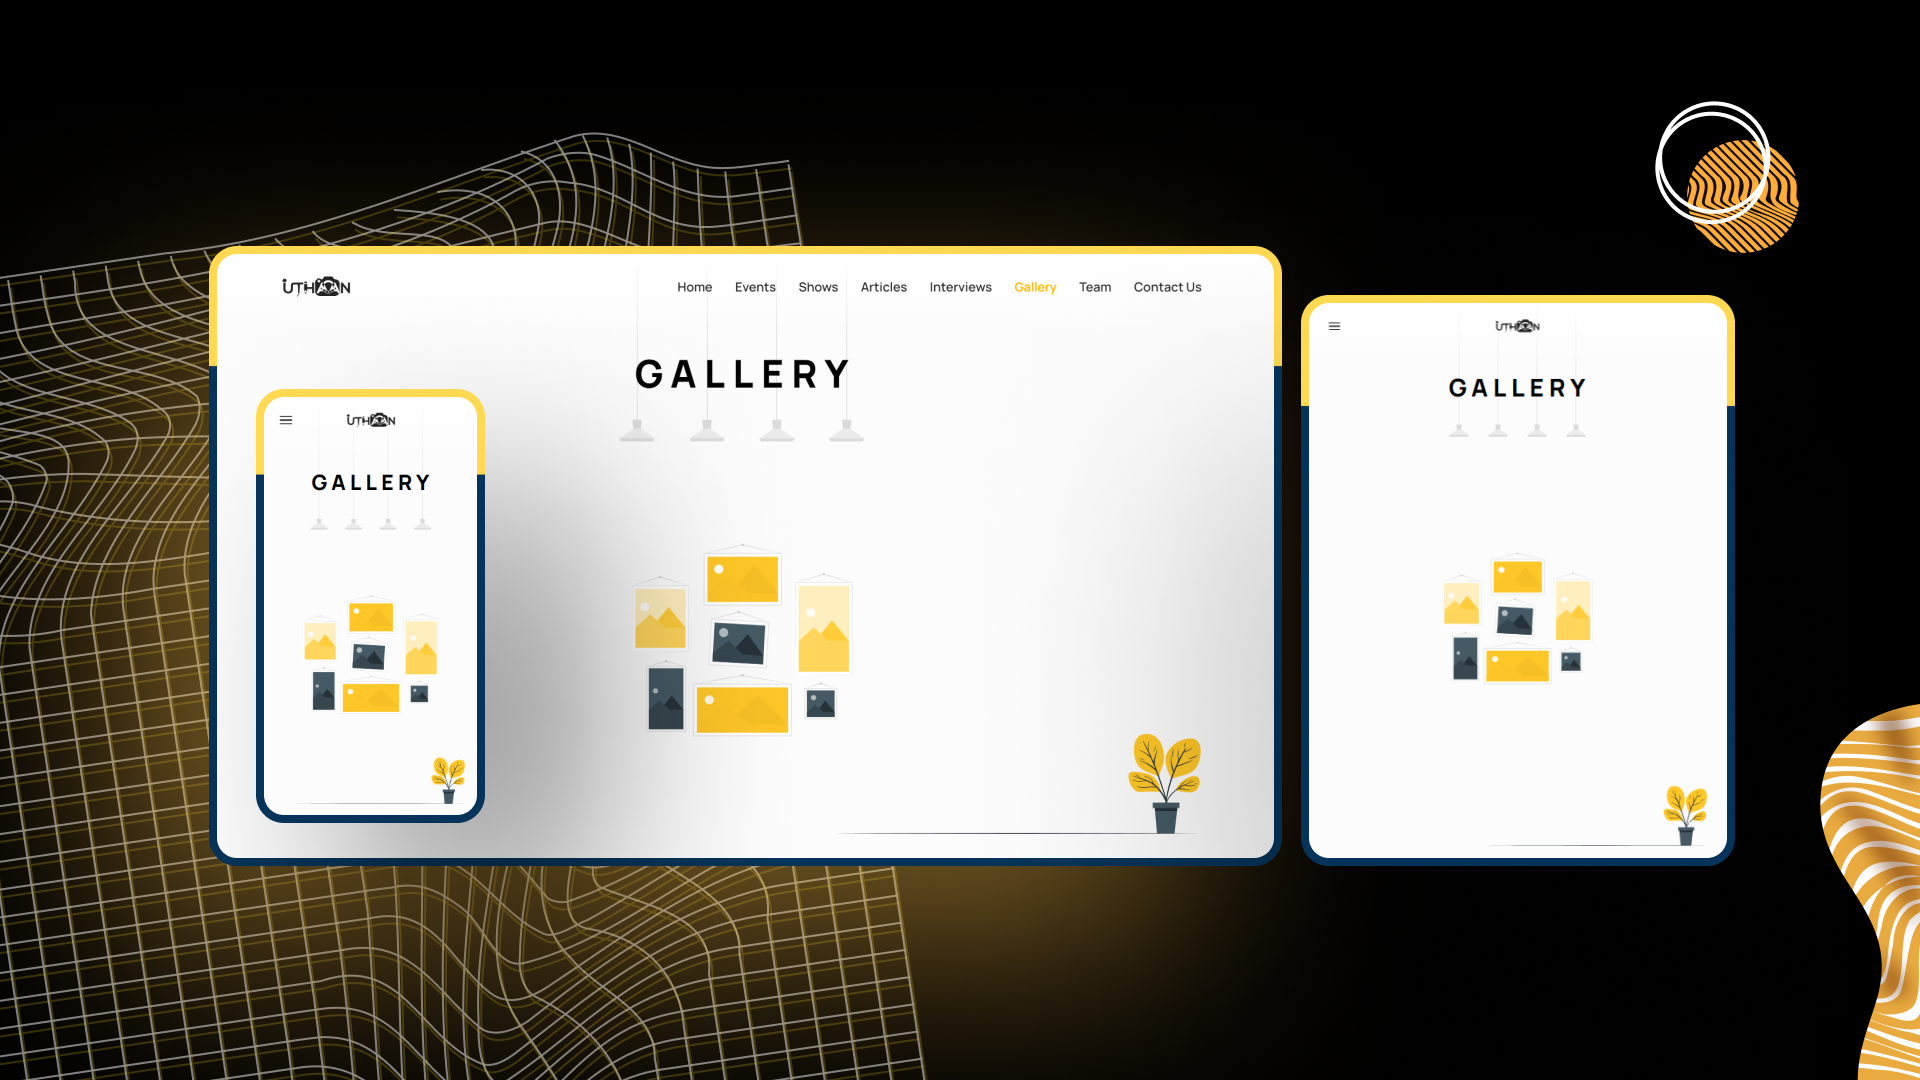 UTHAAN
Home Events Shows Articles Interviews Gallery Team Contact Us
GALLERY
UTHAAN
GALLERY
UTHAAN
GALLERY